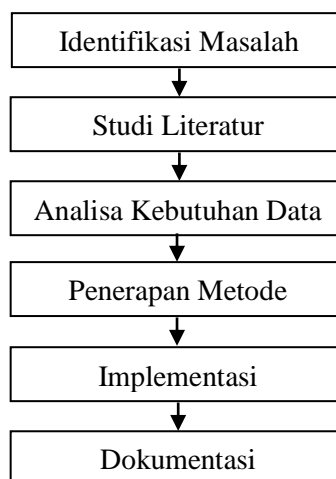 Identifikasi Masalah
Studi Literatur
Analisa Kebutuhan Data
Penerapan Metode
Implementasi
Dokumentasi